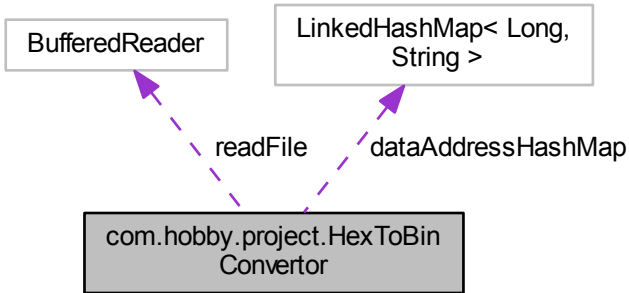 BufferedReader
LinkedHashMap< Long,
String >
readFile
dataAddressHashMap
com.hobby.project.HexToBin
Convertor